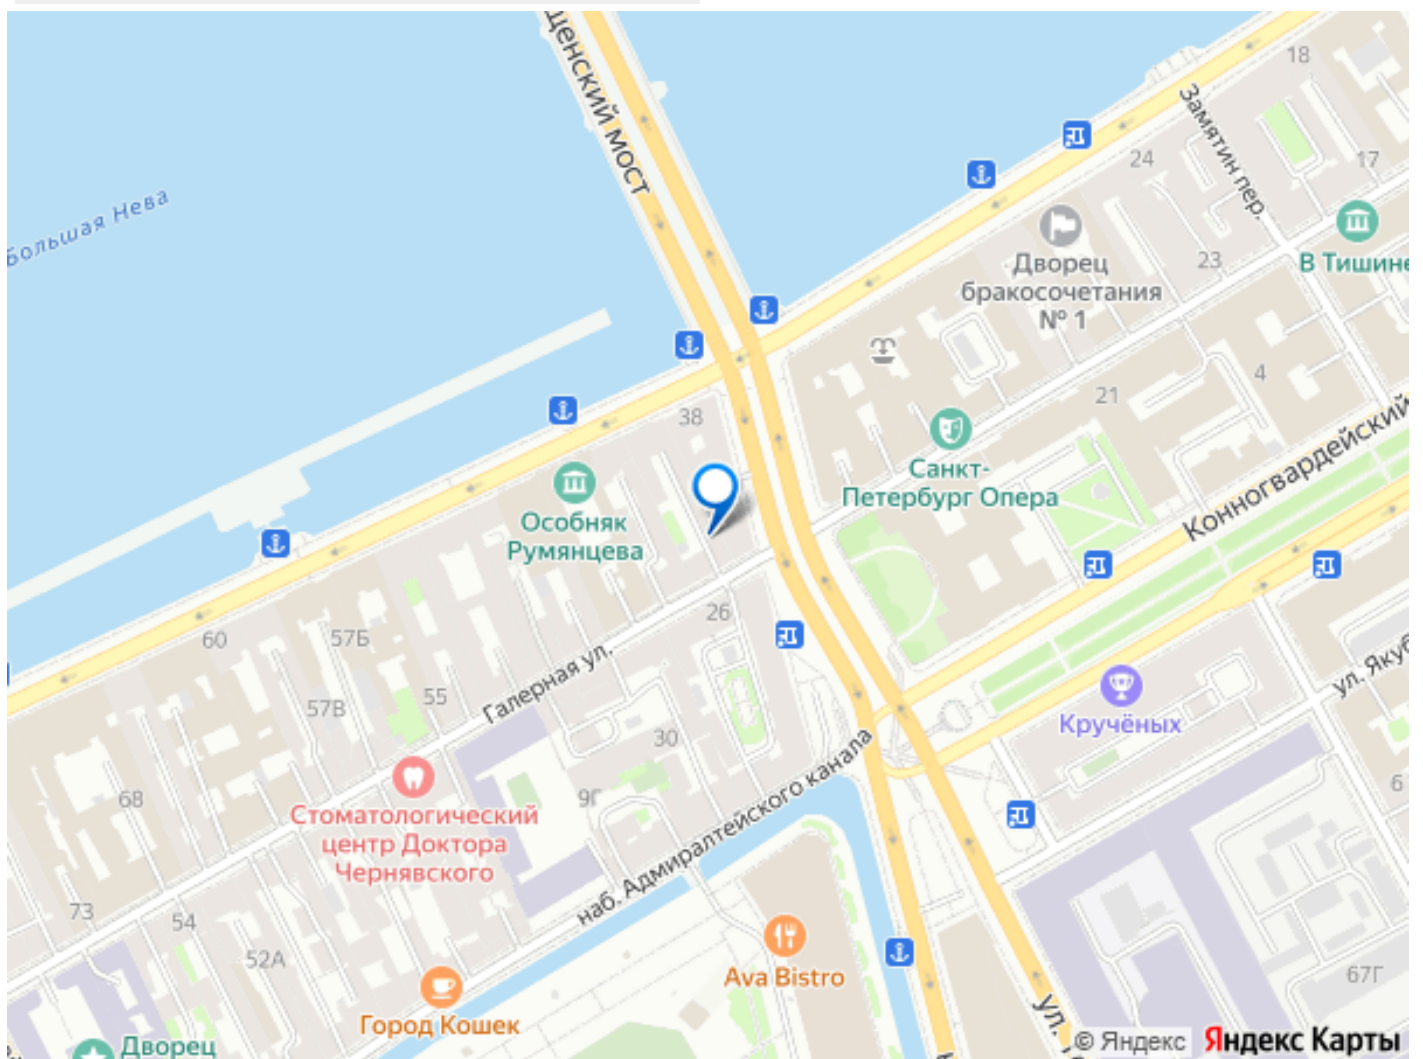 щенский мост
Большая Нева
18
Замятин пер.
24
17
В Тишине
23
Дворец
бракосочетания
№ 1
4
21
38
Санкт-
Петербург Опера
Конногвардейский
Особняк
Румянцева
26
60
57Б
57В
55
Галерная ул.
ул. Якуб
Кручёных
30
68
9Г
6
Стоматологический
центр Доктора
Чернявского
наб. Адмиралтейского канала
73
54
52А
Ava Bistro
67Г
Город Кошек
Дворец
ул.
© Яндекс
Яндекс Карты